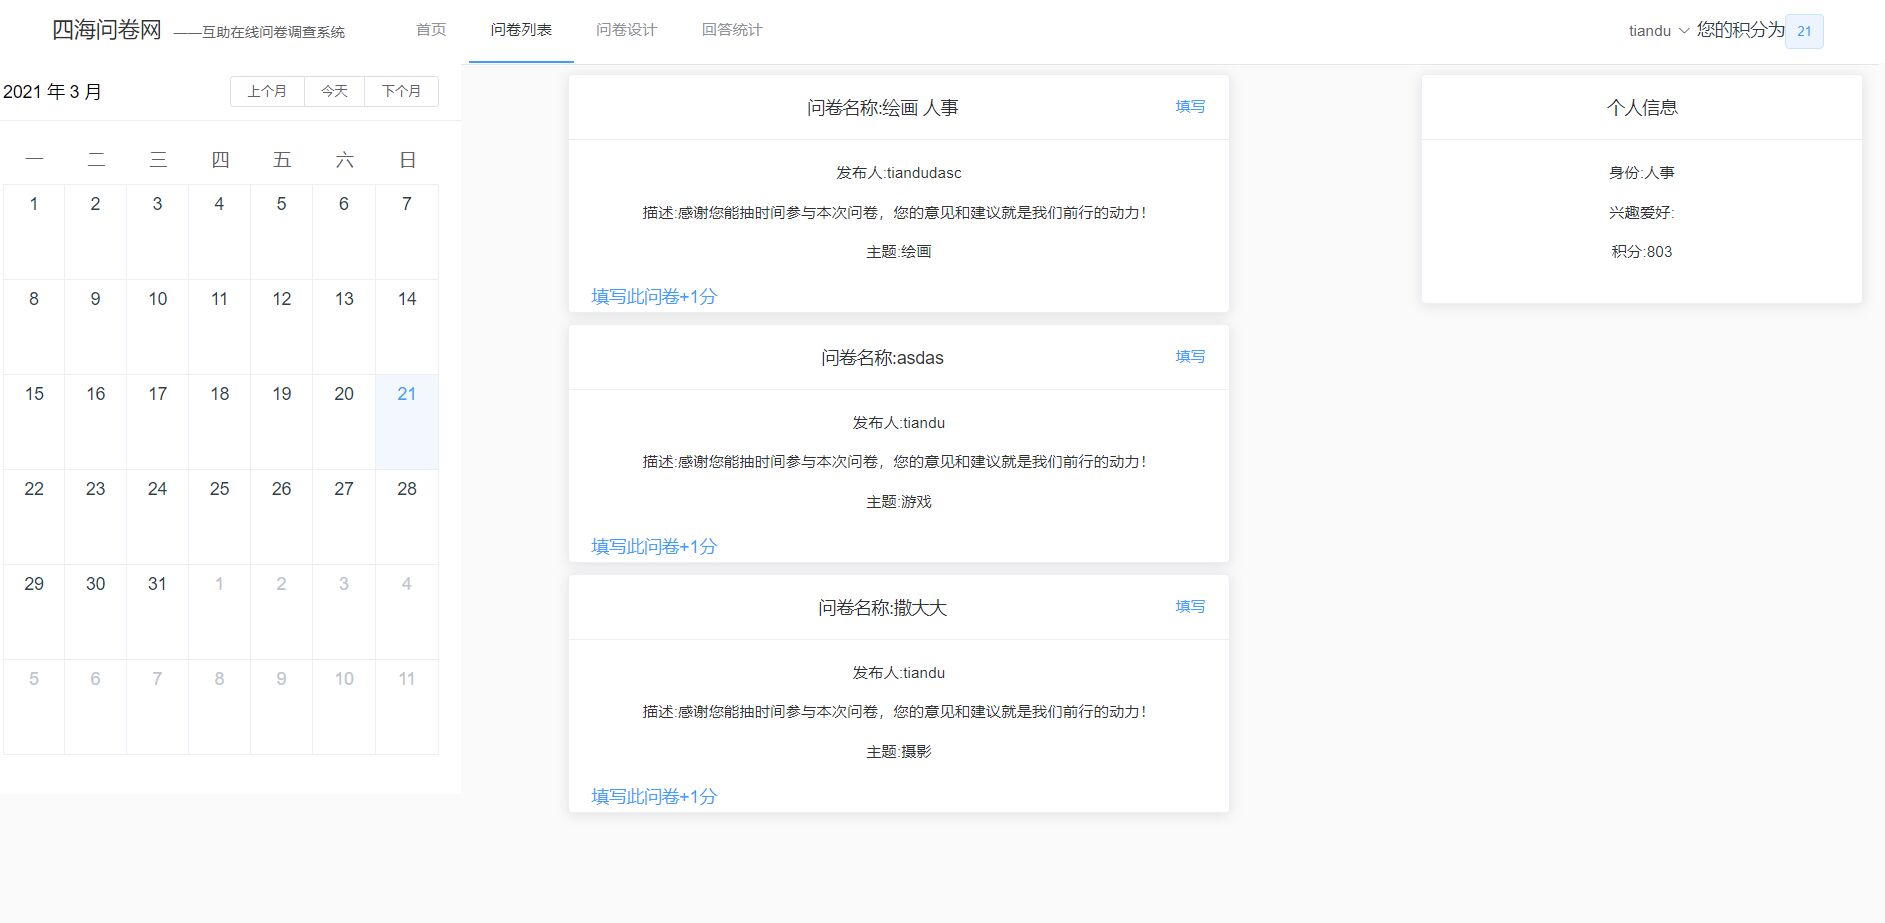 四海问卷网 ——互助在线问卷调查系统 首页 问卷列表 问卷设计 回答统计 tiandu 您的积分为 21
2021 年 3 月 上个月 今天 下个月
一 二 三 四 五 六 日
1 2 3 4 5 6 7
8 9 10 11 12 13 14
15 16 17 18 19 20 21
22 23 24 25 26 27 28
29 30 31 1 2 3 4
5 6 7 8 9 10 11
问卷名称:绘画 人事 填写
发布人:tiandudasc
描述:感谢您能抽时间参与本次问卷，您的意见和建议就是我们前行的动力！
主题:绘画
填写此问卷+1分
问卷名称:asdas 填写
发布人:tiandu
描述:感谢您能抽时间参与本次问卷，您的意见和建议就是我们前行的动力！
主题:游戏
填写此问卷+1分
问卷名称:撒大大 填写
发布人:tiandu
描述:感谢您能抽时间参与本次问卷，您的意见和建议就是我们前行的动力！
主题:摄影
填写此问卷+1分
个人信息
身份:人事
兴趣爱好:
积分:803